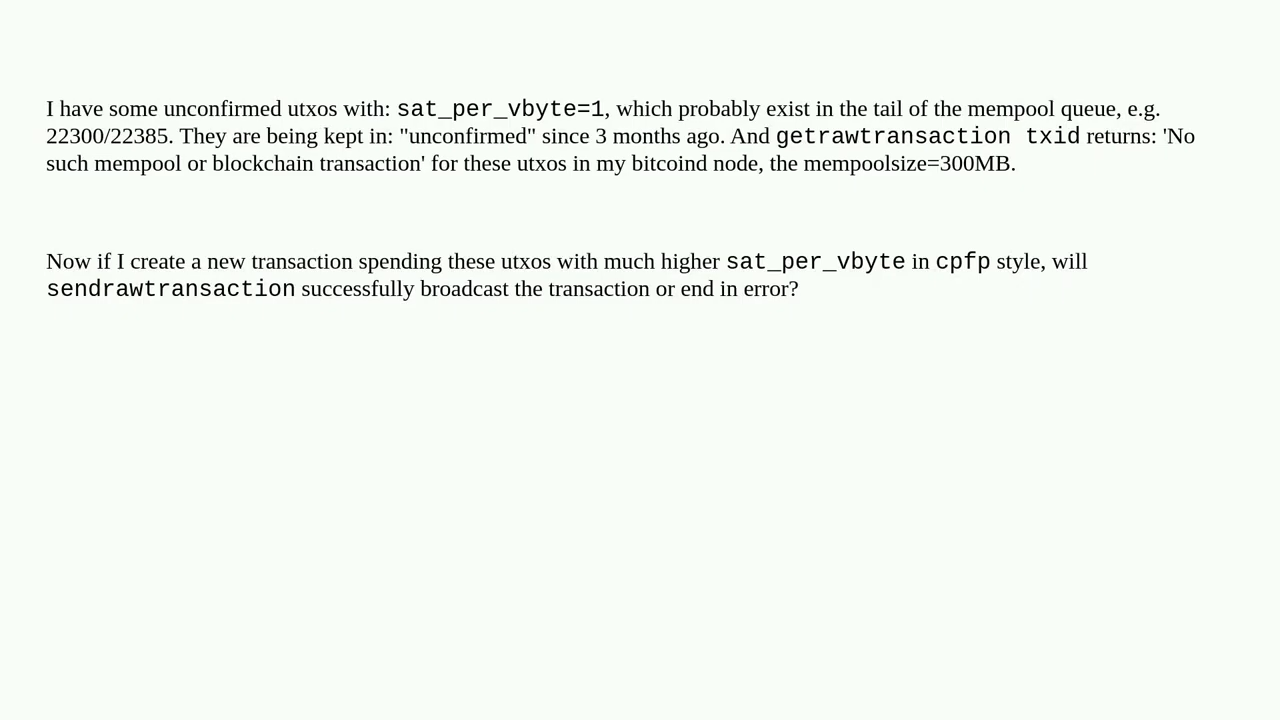 I have some unconfirmed utxos with: sat_per_vbyte=1, which probably exist in the tail of the mempool queue, e.g.
22300/22385. They are being kept in: "unconfirmed" since 3 months ago. And getrawtransaction txid returns: 'No
such mempool or blockchain transaction' for these utxos in my bitcoind node, the mempoolsize=300MB.
Now if I create a new transaction spending these utxos with much higher sat_per_vbyte in cpfp style, will
sendrawtransaction successfully broadcast the transaction or end in error?